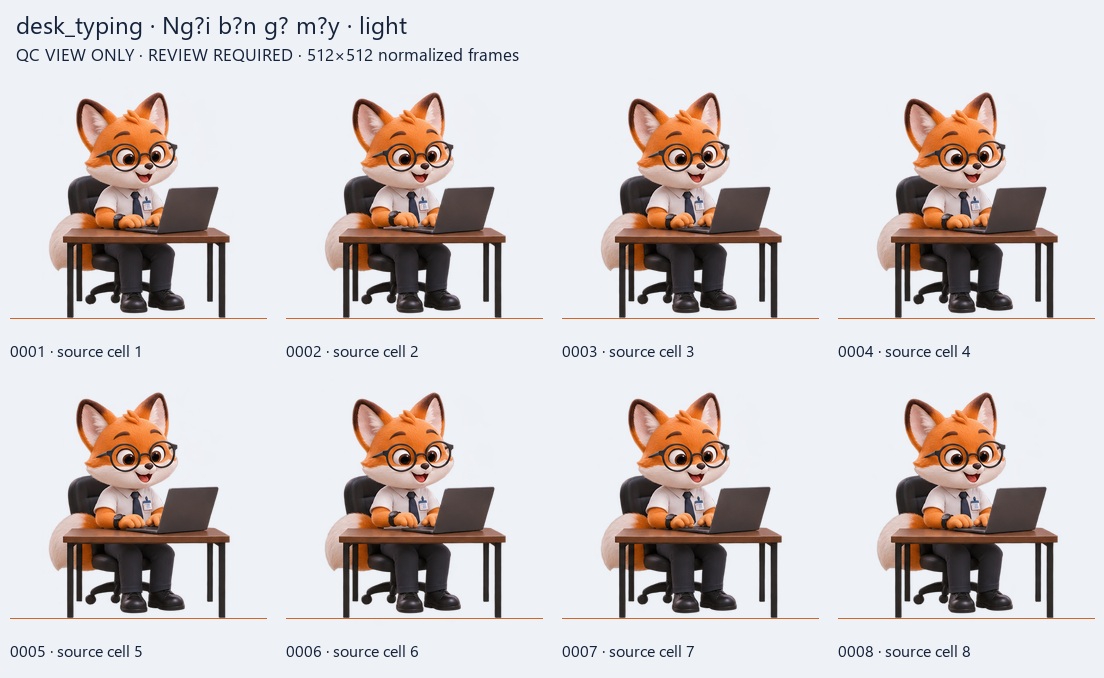 desk_typing · Ng?i b?n g? m?y · light
QC VIEW ONLY · REVIEW REQUIRED · 512×512 normalized frames
0001 · source cell 1
0002 · source cell 2
0003 · source cell 3
0004 · source cell 4
0005 · source cell 5
0006 · source cell 6
0007 · source cell 7
0008 · source cell 8